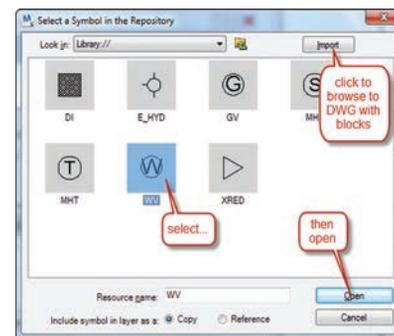 Select a Symbol in the Repository
Look in: Library://
Import
click to
browse to
DWG with
blocks
DI
E_HYD
G
GV
S
MH
T
MHT
W
WV
XRED
select...
then
open
Resource name: WV
Open
Include symbol in layer as a: Copy Reference
Cancel